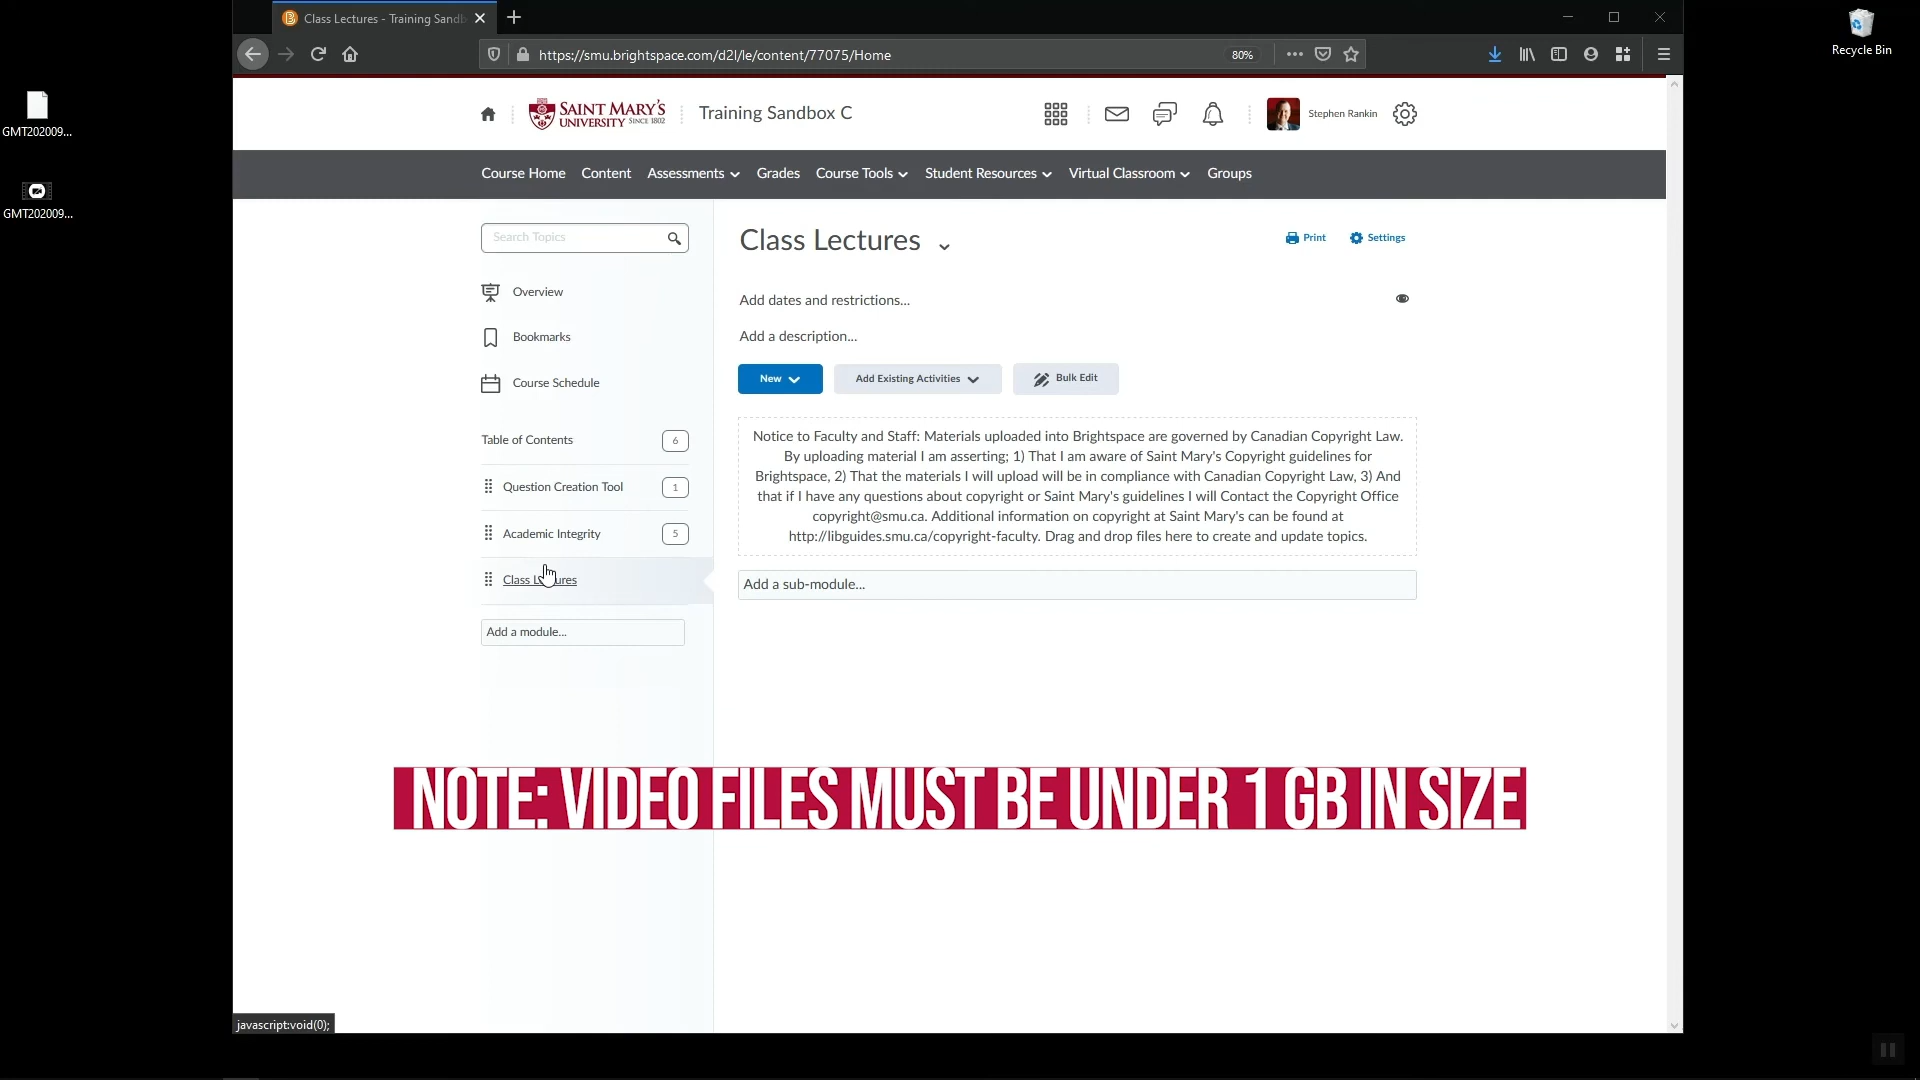 Class Lectures - Training Sandb
Recycle Bin
https://smu.brightspace.com/d2l/le/content/77075/Home
80%
GMT202009...
GMT202009...
SAINT MARY'S
UNIVERSITY SINCE 1802
Training Sandbox C
Stephen Rankin
Course Home
Content
Assessments
Grades
Course Tools
Student Resources
Virtual Classroom
Groups
Search Topics
Overview
Bookmarks
Course Schedule
Table of Contents 6
Question Creation Tool 1
Academic Integrity 5
Class Lectures
Add a module...
Class Lectures
Print
Settings
Add dates and restrictions...
Add a description...
New
Add Existing Activities
Bulk Edit
Notice to Faculty and Staff: Materials uploaded into Brightspace are governed by Canadian Copyright Law.
By uploading material I am asserting; 1) That I am aware of Saint Mary's Copyright guidelines for
Brightspace, 2) That the materials I will upload will be in compliance with Canadian Copyright Law, 3) And
that if I have any questions about copyright or Saint Mary's guidelines I will Contact the Copyright Office
copyright@smu.ca. Additional information on copyright at Saint Mary's can be found at
http://libguides.smu.ca/copyright-faculty. Drag and drop files here to create and update topics.
Add a sub-module...
NOTE: VIDEO FILES MUST BE UNDER 1 GB IN SIZE
javascript:void(0);